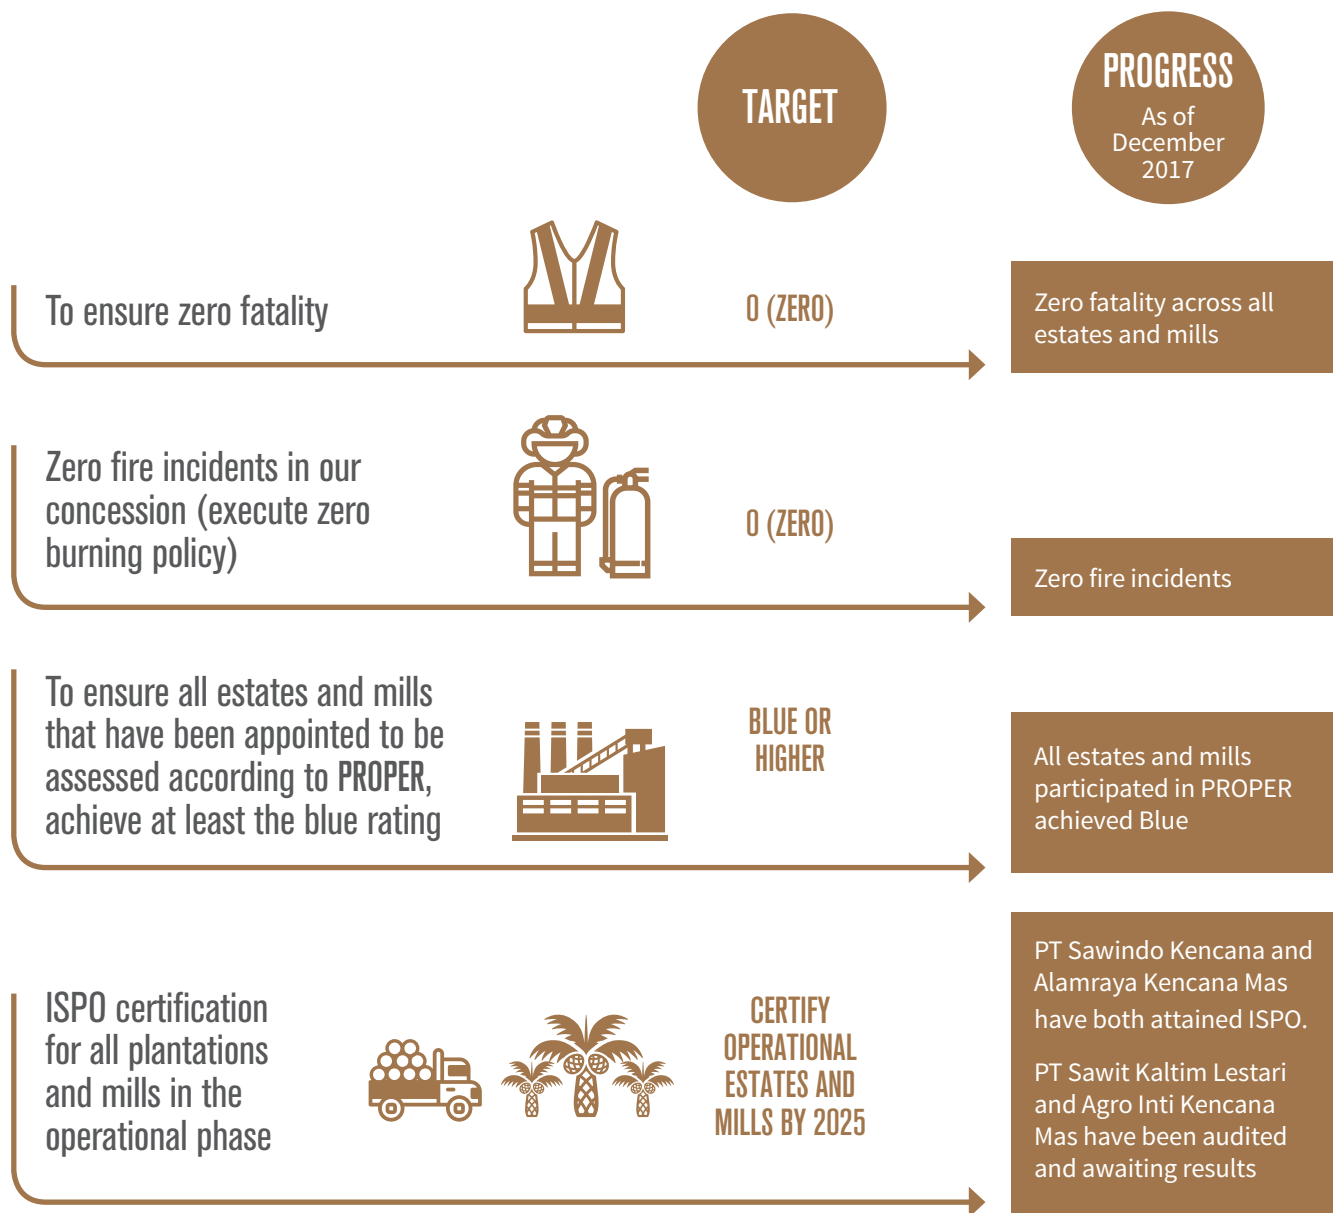 TARGET
PROGRESS
As of
December
2017
To ensure zero fatality
0 (ZERO)
Zero fatality across all
estates and mills
Zero fire incidents in our
concession (execute zero
burning policy)
0 (ZERO)
Zero fire incidents
To ensure all estates and mills
that have been appointed to be
assessed according to PROPER,
achieve at least the blue rating
BLUE OR
HIGHER
All estates and mills
participated in PROPER
achieved Blue
ISPO certification
for all plantations
and mills in the
operational phase
CERTIFY
OPERATIONAL
ESTATES AND
MILLS BY 2025
PT Sawindo Kencana and
Alamraya Kencana Mas
have both attained ISPO.
PT Sawit Kaltim Lestari
and Agro Inti Kencana
Mas have been audited
and awaiting results